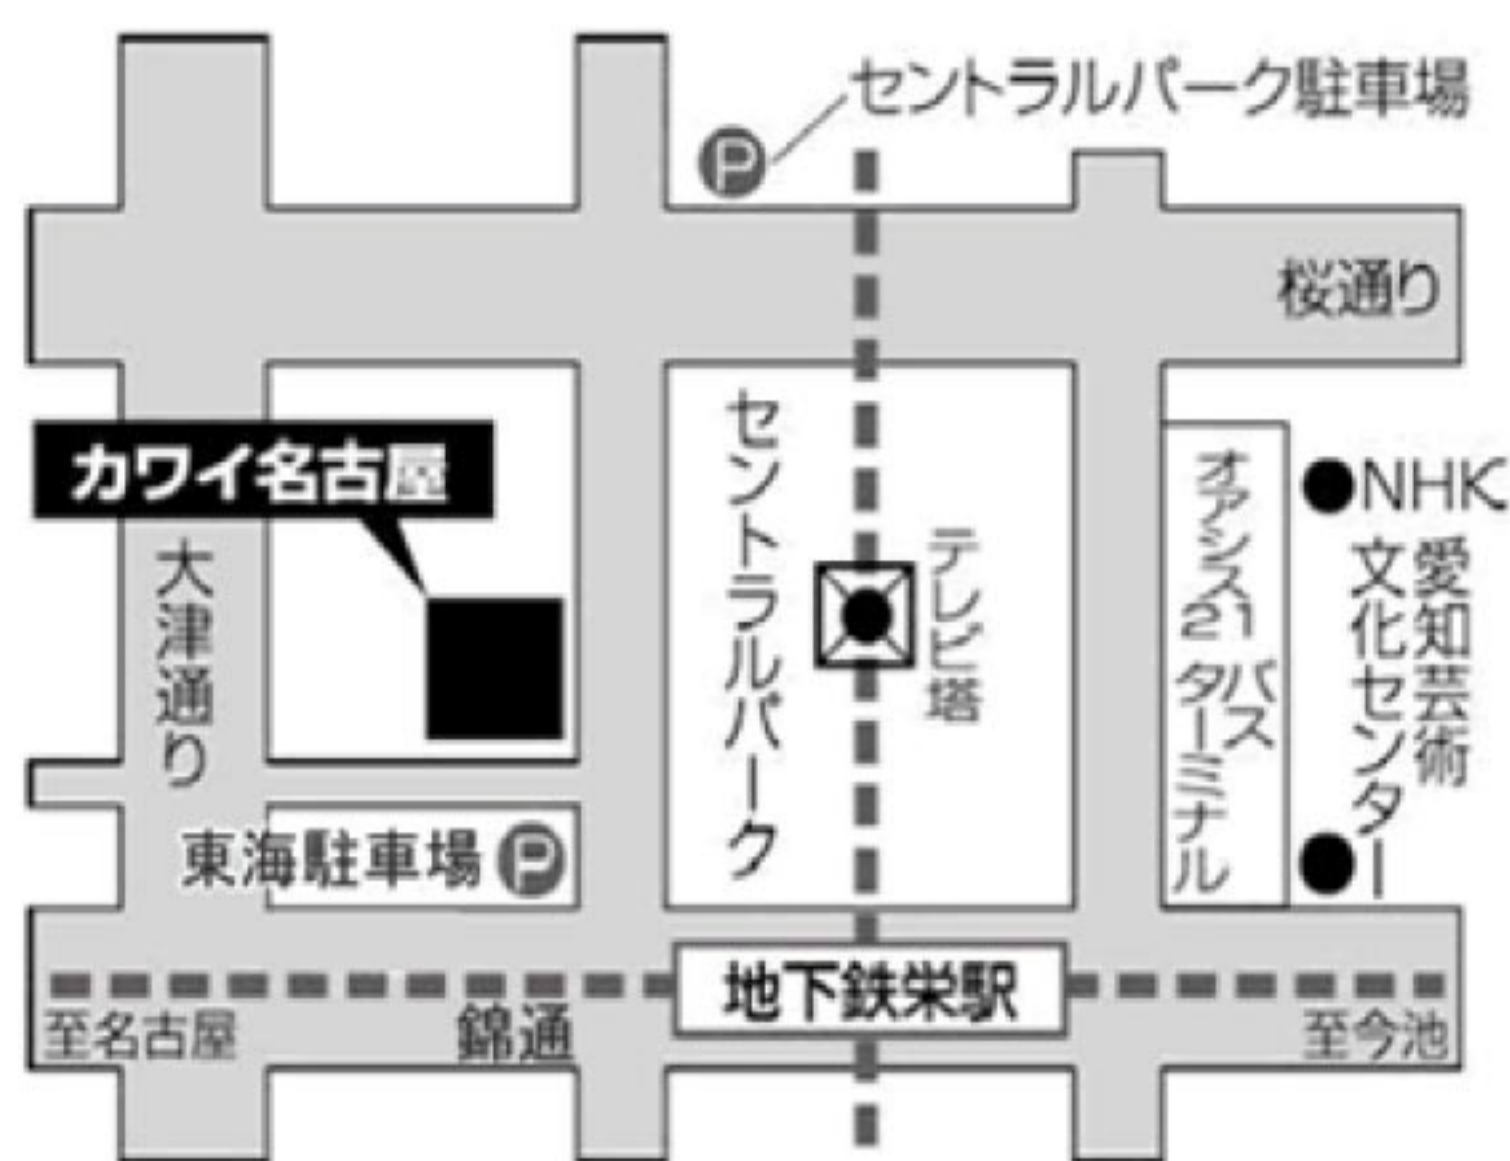 セントラルパーク駐車場
P
桜通り
カワイ名古屋
大津通り
セントラルパーク
テレビ塔
オアシス21
バス
ターミナル
NHK
愛知芸術
文化センター
東海駐車場 P
地下鉄栄駅
至名古屋
錦通
至今池